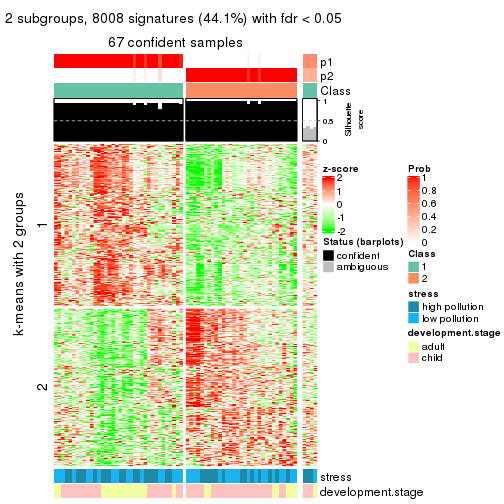 2 subgroups, 8008 signatures (44.1%) with fdr < 0.05
67 confident samples
p1
p2
Class
1
0.5
0
Silhouette
score
k-means with 2 groups
1
2
stress
development.stage
z-score
2
1
0
-1
-2
Status (barplots)
confident
ambiguous
Prob
1
0.8
0.6
0.4
0.2
0
Class
1
2
stress
high pollution
low pollution
development.stage
adult
child